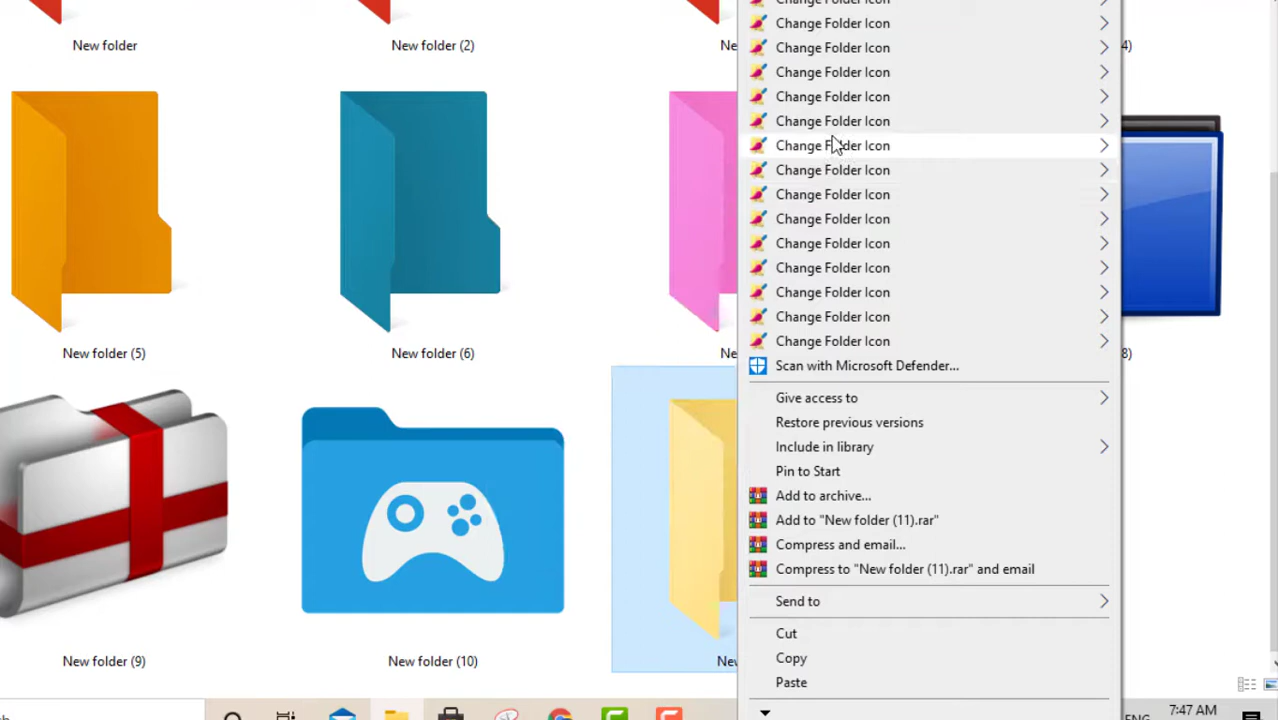 Change Folder Icon
New folder
New folder (2)
Ne
4)
Change Folder Icon
Change Folder Icon
Change Folder Icon
Change Folder Icon
Change Folder Icon
Change Folder Icon
Change Folder Icon
Change Folder Icon
Change Folder Icon
Change Folder Icon
Change Folder Icon
Change Folder Icon
Change Folder Icon
Change Folder Icon
New folder (5)
New folder (6)
Ne
8)
Scan with Microsoft Defender...
Give access to
Restore previous versions
Include in library
Pin to Start
Add to archive...
Add to "New folder (11).rar"
Compress and email...
Compress to "New folder (11).rar" and email
Send to
Cut
Copy
Paste
New folder (9)
New folder (10)
New
7:47 AM
ENG